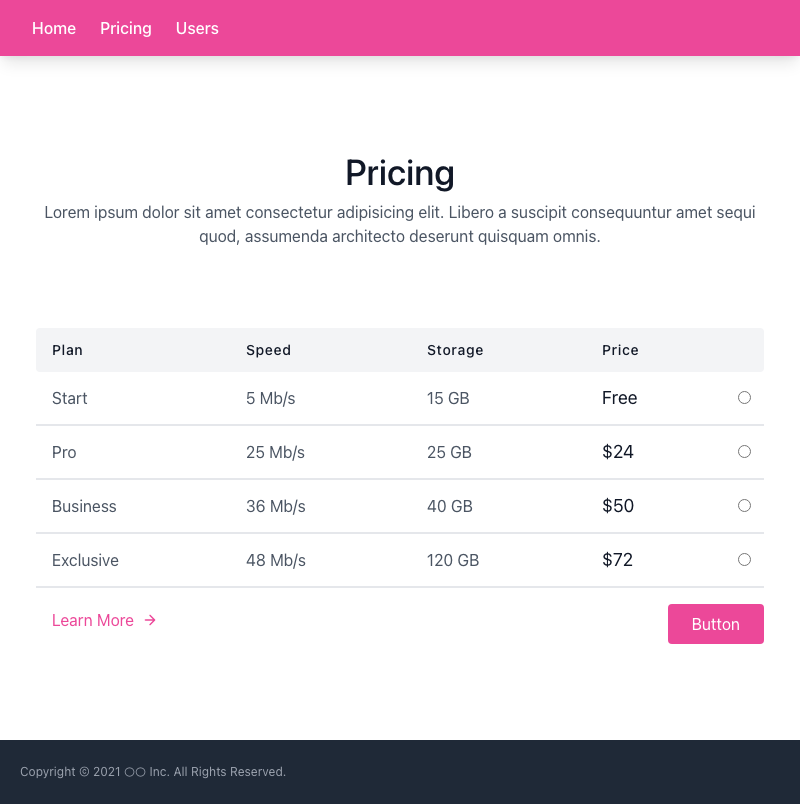 Home Pricing Users
Pricing
Lorem ipsum dolor sit amet consectetur adipisicing elit. Libero a suscipit consequuntur amet sequi
quod, assumenda architecto deserunt quisquam omnis.
Plan Speed Storage Price
Start 5 Mb/s 15 GB Free
Pro 25 Mb/s 25 GB $24
Business 36 Mb/s 40 GB $50
Exclusive 48 Mb/s 120 GB $72
Learn More →
Button
Copyright © 2021 〇〇 Inc. All Rights Reserved.